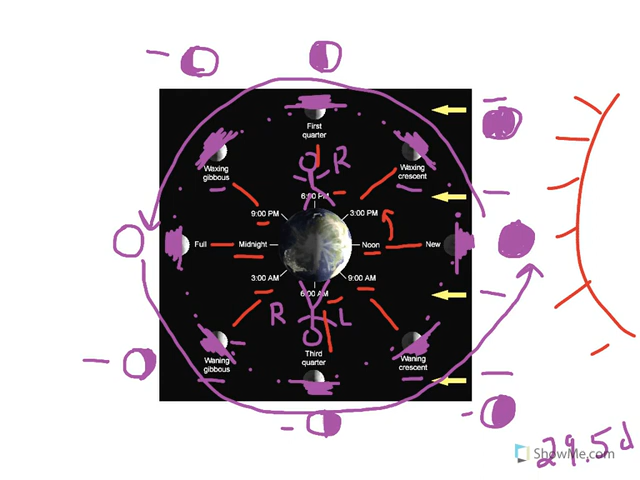 First
quarter
Waxing
gibbous
Waxing
crescent
R
6:00 PM
9:00 PM
3:00 PM
Full
Midnight
Noon
New
3:00 AM
9:00 AM
6:00 AM
R
L
Waning
gibbous
Third
quarter
Waning
crescent
29.5d
ShowMe.com